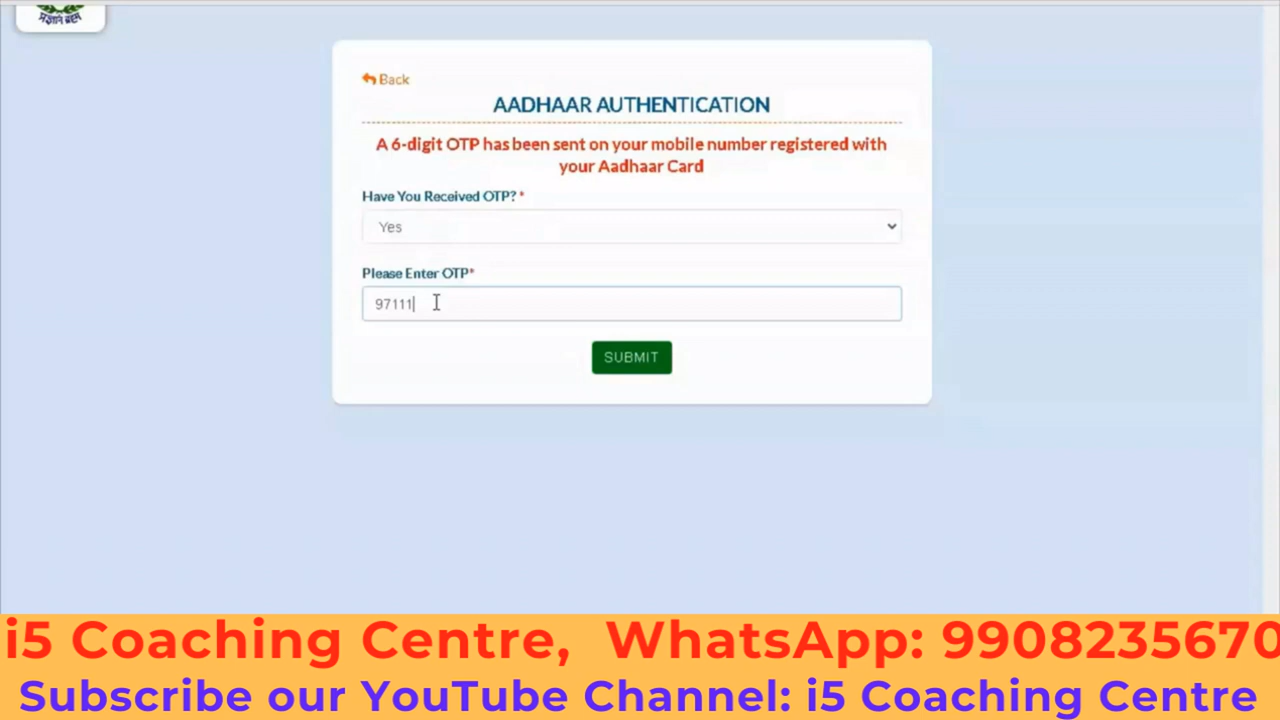 Back
AADHAAR AUTHENTICATION
A 6-digit OTP has been sent on your mobile number registered with
your Aadhaar Card
Have You Received OTP? *
Yes
Please Enter OTP*
97111
SUBMIT
i5 Coaching Centre, WhatsApp: 9908235670
Subscribe our YouTube Channel: i5 Coaching Centre